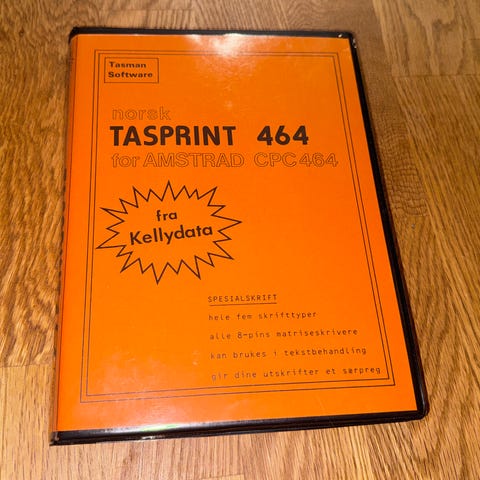 Tasman
Software
norsk
TASPRINT 464
for AMSTRAD CPC464
fra
Kellydata
SPESIALSKRIFT
hele fem skrifttyper
alle 8-pins matriseskrivere
kan brukes i tekstbehandling
gir dine utskrifter et særpreg